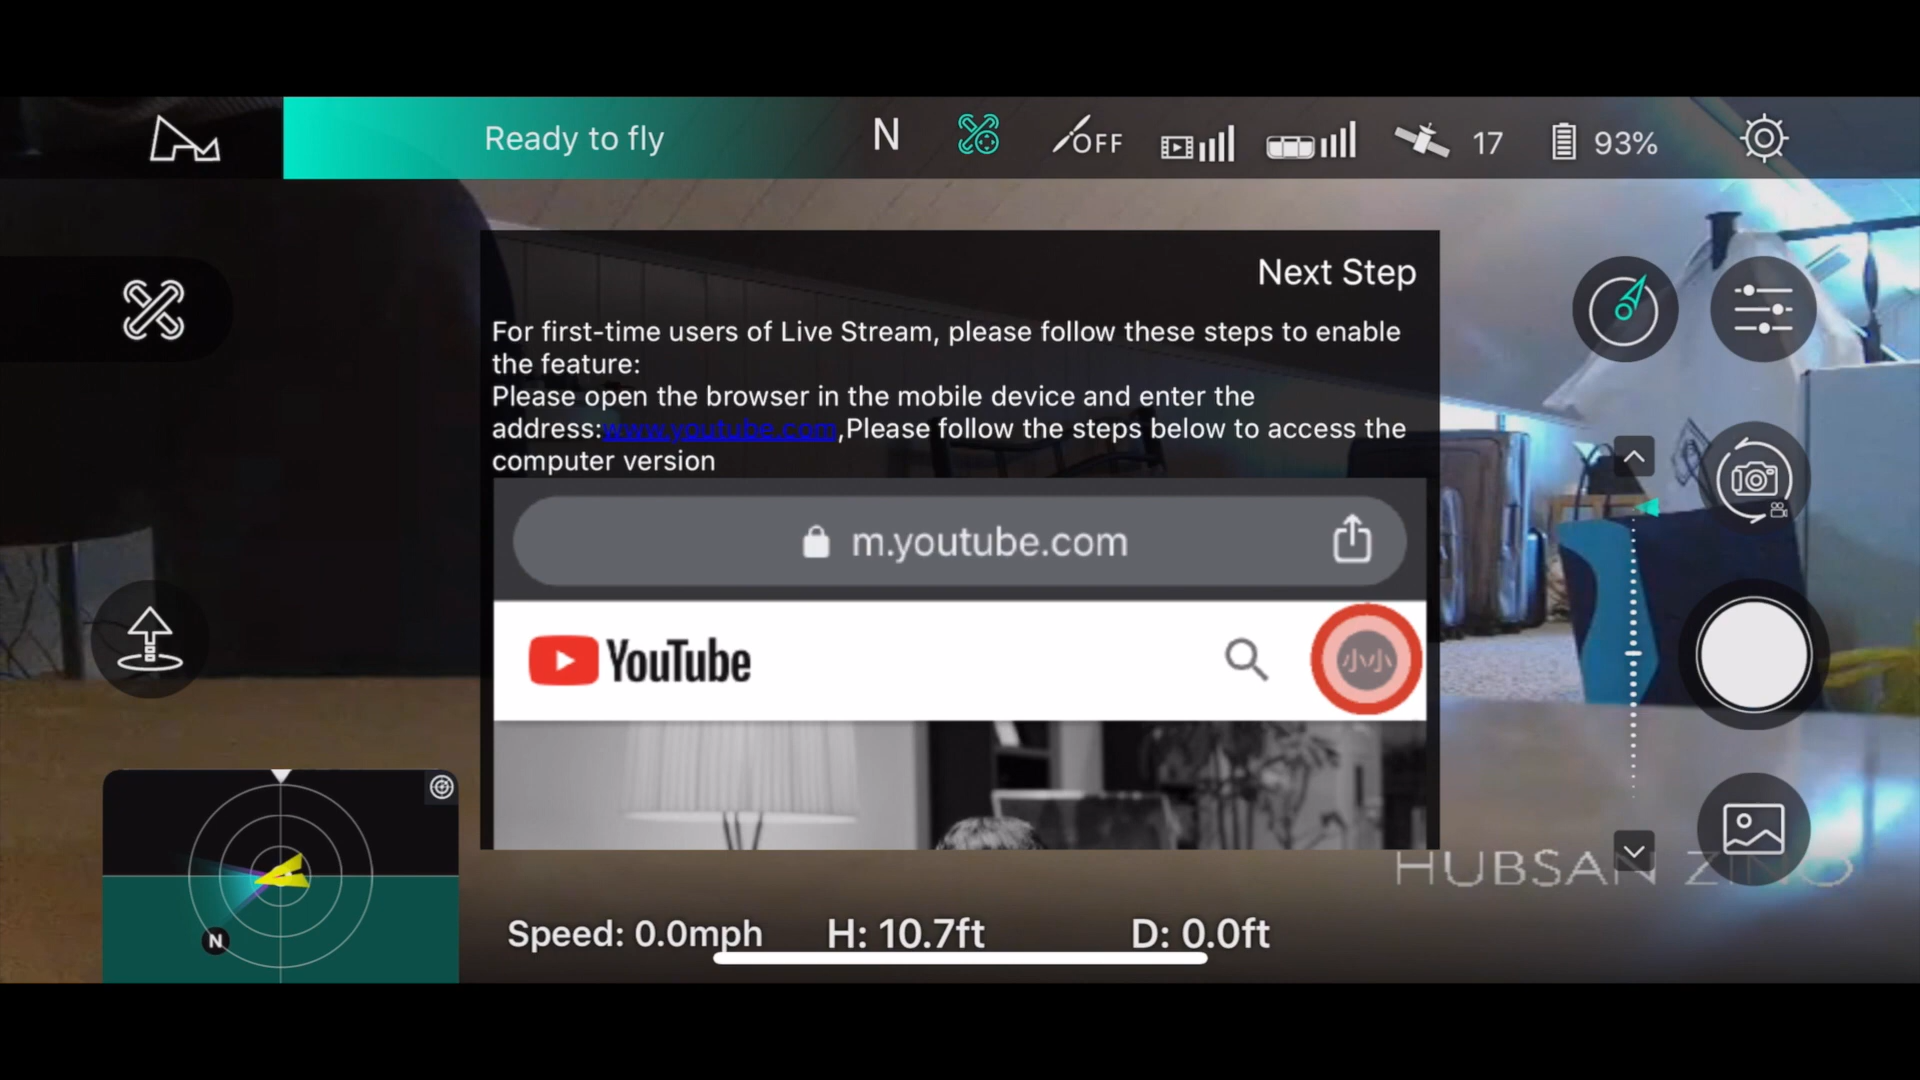 Ready to fly
N
OFF
17
93%
Next Step
For first-time users of Live Stream, please follow these steps to enable
the feature:
Please open the browser in the mobile device and enter the
address:www.youtube.com,Please follow the steps below to access the
computer version
m.youtube.com
YouTube
小小
HUBSAN ZINO
N
Speed: 0.0mph
H: 10.7ft
D: 0.0ft